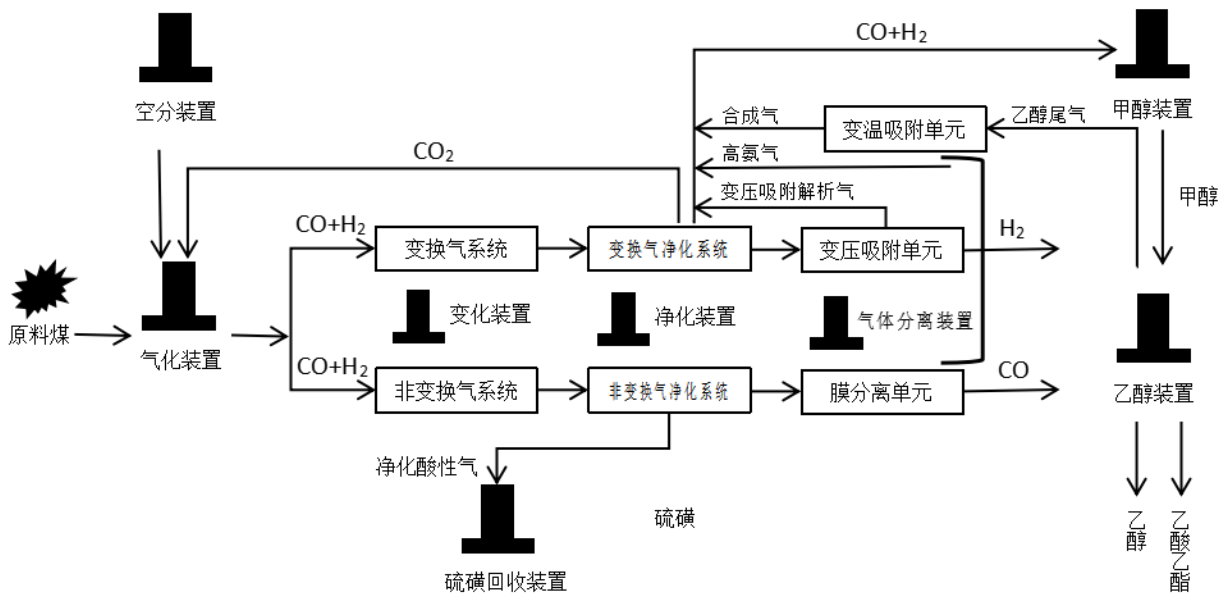 CO+H₂
空分装置
甲醇装置
合成气
变温吸附单元
乙醇尾气
CO₂
高氨气
变压吸附解析气
甲醇
CO+H₂
变换气系统
变换气净化系统
变压吸附单元
H₂
原料煤
气化装置
变化装置
净化装置
气体分离装置
CO+H₂
非变换气系统
非变换气净化系统
膜分离单元
CO
乙醇装置
净化酸性气
硫磺
硫磺回收装置
乙醇
乙酸乙酯